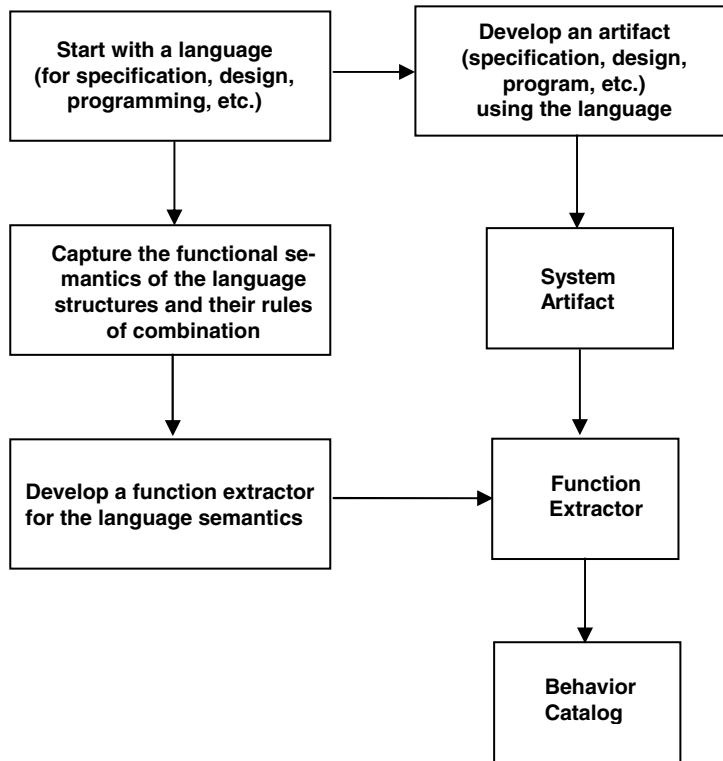 Start with a language
(for specification, design,
programming, etc.)
Develop an artifact
(specification, design,
program, etc.)
using the language
Capture the functional se-
mantics of the language
structures and their rules
of combination
System
Artifact
Develop a function extractor
for the language semantics
Function
Extractor
Behavior
Catalog